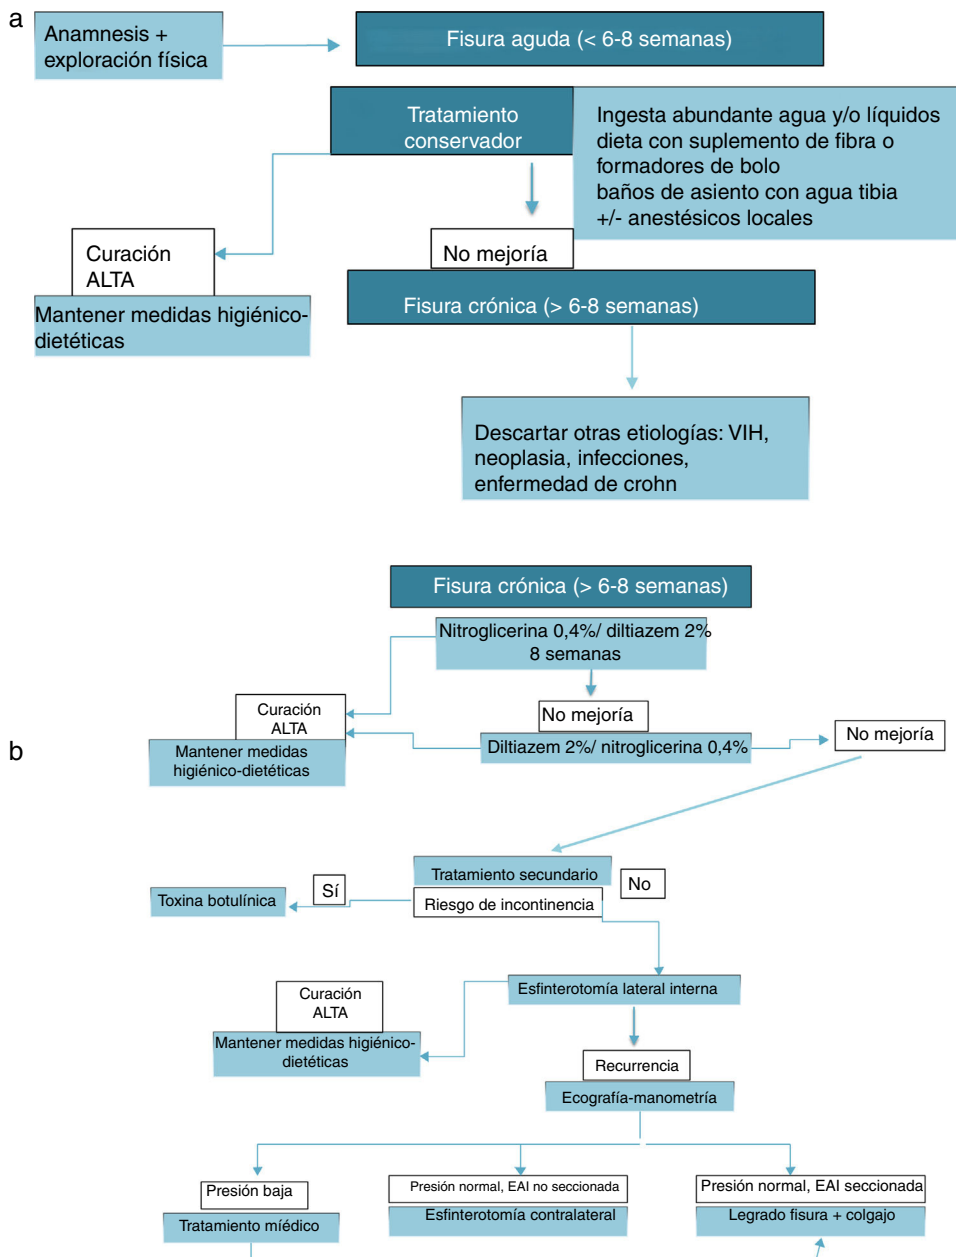 a
Anamnesis +
exploración física
Fisura aguda (< 6-8 semanas)
Tratamiento
conservador
Ingesta abundante agua y/o líquidos
dieta con suplemento de fibra o
formadores de bolo
baños de asiento con agua tibia
+/- anestésicos locales
Curación
ALTA
No mejoría
Mantener medidas higiénico-
dietéticas
Fisura crónica (> 6-8 semanas)
Descartar otras etiologías: VIH,
neoplasia, infecciones,
enfermedad de crohn
b
Fisura crónica (> 6-8 semanas)
Nitroglicerina 0,4%/ diltiazem 2%
8 semanas
Curación
ALTA
No mejoría
Mantener medidas
higiénico-dietéticas
Diltiazem 2%/ nitroglicerina 0,4%
No mejoría
Tratamiento secundario
Sí
No
Toxina botulínica
Riesgo de incontinencia
Esfinterotomía lateral interna
Curación
ALTA
Mantener medidas higiénico-
dietéticas
Recurrencia
Ecografía-manometría
Presión baja
Presión normal, EAI no seccionada
Presión normal, EAI seccionada
Tratamiento míédico
Esfinterotomía contralateral
Legrado fisura + colgajo